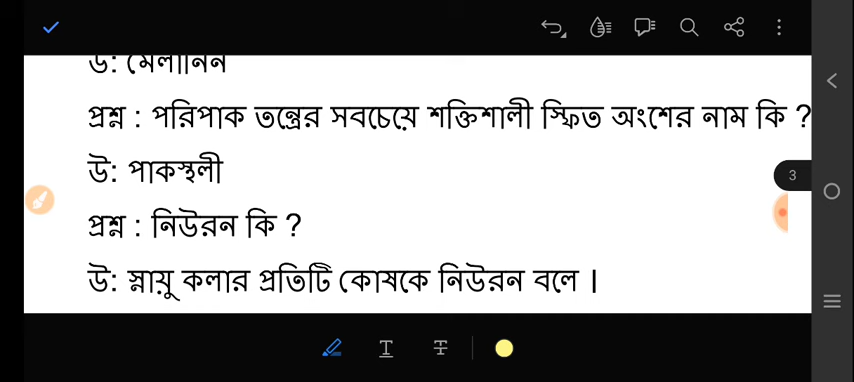 উ: মেলানিন
প্রশ্ন : পরিপাক তন্ত্রের সবচেয়ে শক্তিশালী স্ফিত অংশের নাম কি ?
উ: পাকস্থলী
3
প্রশ্ন : নিউরন কি ?
উ: স্নায়ু কলার প্রতিটি কোষকে নিউরন বলে ।
T T